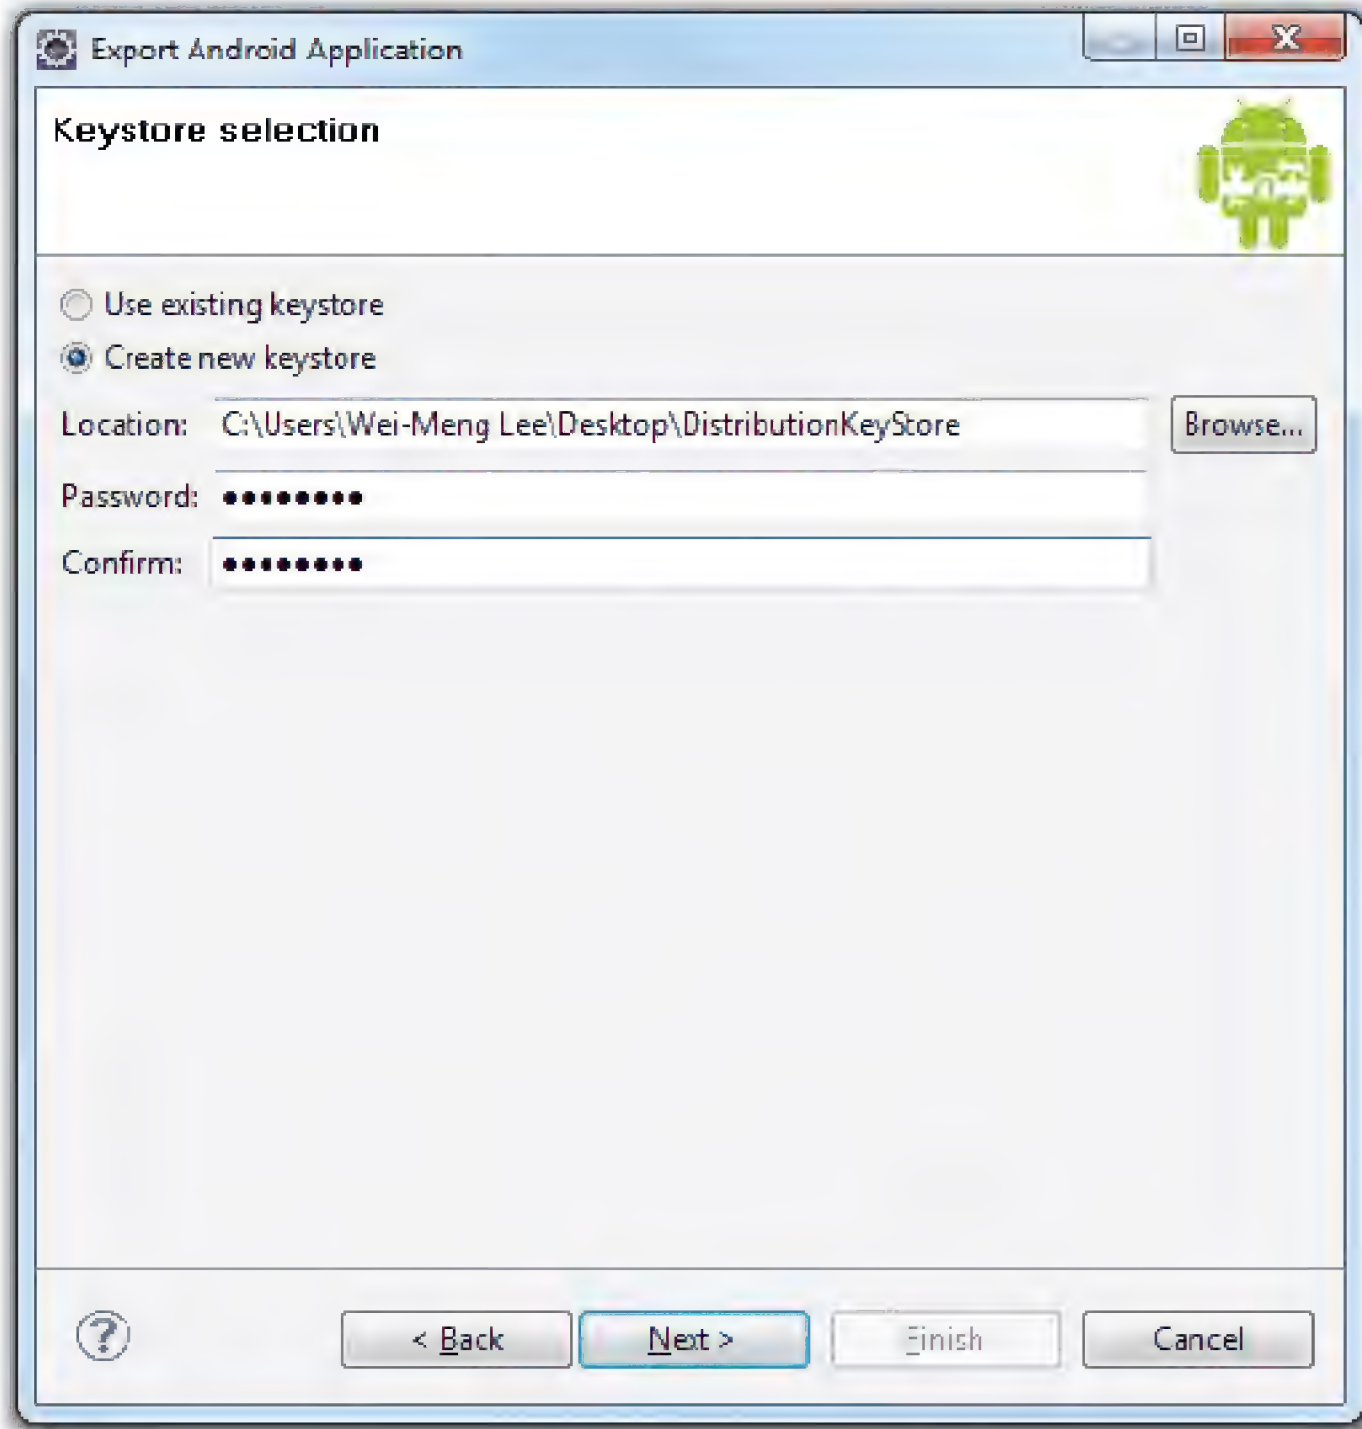 Export Android Application
Keystore selection
Use existing keystore
Create new keystore
Location: C:\Users\Wei-Meng Lee\Desktop\DistributionKeyStore Browse...
Password: ••••••••
Confirm: ••••••••
< Back Next > Finish Cancel